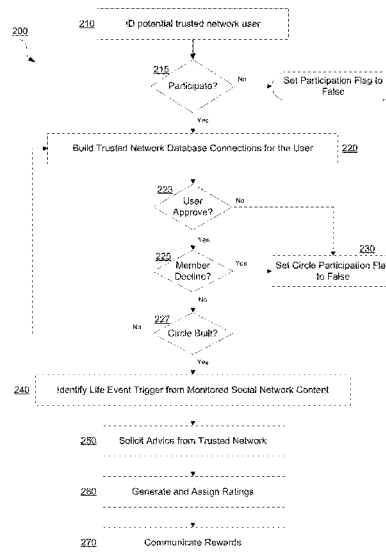 200
210
ID potential trusted network user
215
Participate?
No
Set Participation Flag to
False
Yes
Build Trusted Network Database Connections for the User
220
223
User
Approve?
No
Yes
225
Member
Decline?
Yes
230
Set Circle Participation Flag
to False
No
227
No
Circle Built?
Yes
240
Identify Life Event Trigger from Monitored Social Network Content
250
Solicit Advice from Trusted Network
260
Generate and Assign Ratings
270
Communicate Rewards